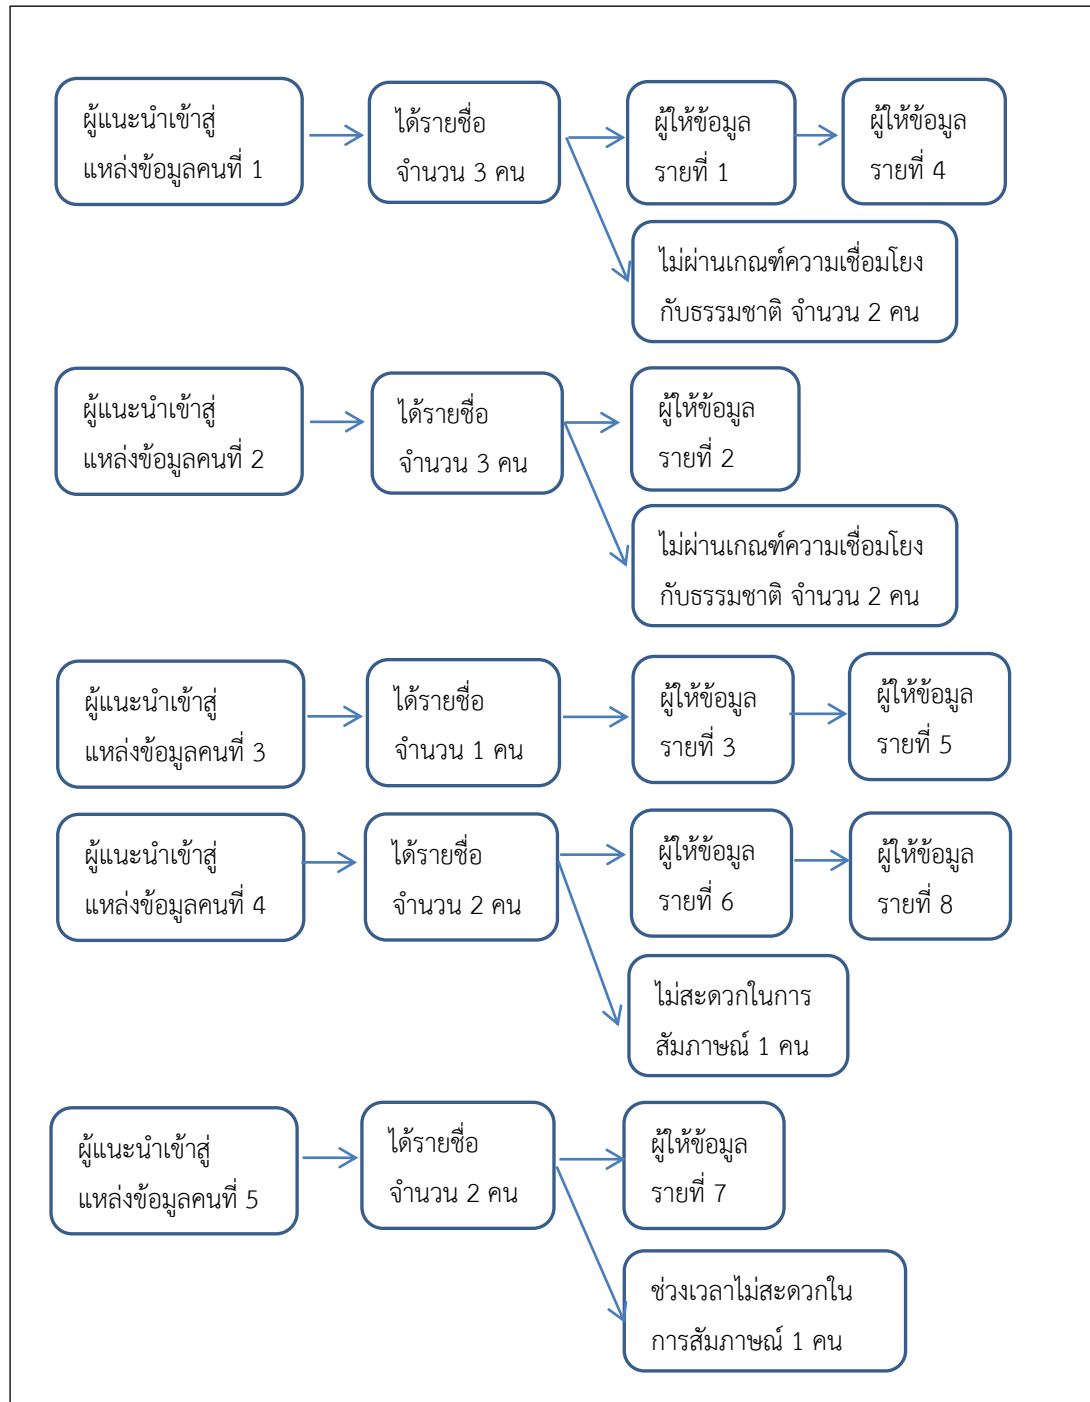 ผู้แนะนำเข้าสู่
แหล่งข้อมูลคนที่ 1
ได้รายชื่อ
จำนวน 3 คน
ผู้ให้ข้อมูล
รายที่ 1
ผู้ให้ข้อมูล
รายที่ 4
ไม่ผ่านเกณฑ์ความเชื่อมโยง
กับธรรมชาติ จำนวน 2 คน
ผู้แนะนำเข้าสู่
แหล่งข้อมูลคนที่ 2
ได้รายชื่อ
จำนวน 3 คน
ผู้ให้ข้อมูล
รายที่ 2
ไม่ผ่านเกณฑ์ความเชื่อมโยง
กับธรรมชาติ จำนวน 2 คน
ผู้แนะนำเข้าสู่
แหล่งข้อมูลคนที่ 3
ได้รายชื่อ
จำนวน 1 คน
ผู้ให้ข้อมูล
รายที่ 3
ผู้ให้ข้อมูล
รายที่ 5
ผู้แนะนำเข้าสู่
แหล่งข้อมูลคนที่ 4
ได้รายชื่อ
จำนวน 2 คน
ผู้ให้ข้อมูล
รายที่ 6
ผู้ให้ข้อมูล
รายที่ 8
ไม่สะดวกในการ
สัมภาษณ์ 1 คน
ผู้แนะนำเข้าสู่
แหล่งข้อมูลคนที่ 5
ได้รายชื่อ
จำนวน 2 คน
ผู้ให้ข้อมูล
รายที่ 7
ช่วงเวลาไม่สะดวกใน
การสัมภาษณ์ 1 คน